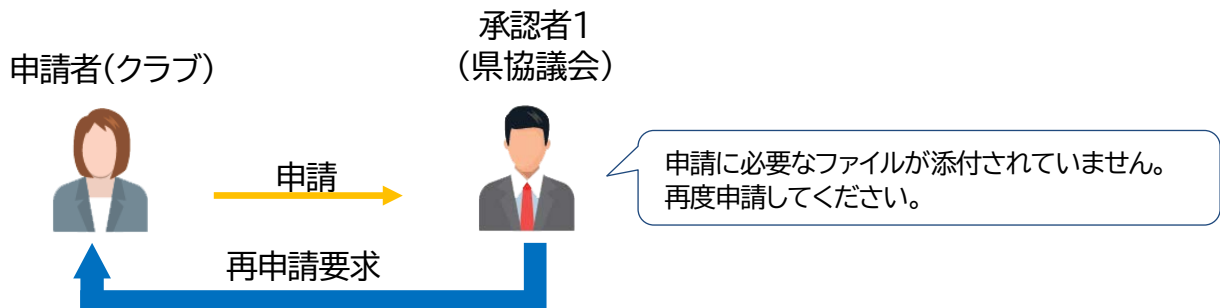 承認者1
(県協議会)
申請者(クラブ)
申請
申請に必要なファイルが添付されていません。
再度申請してください。
再申請要求